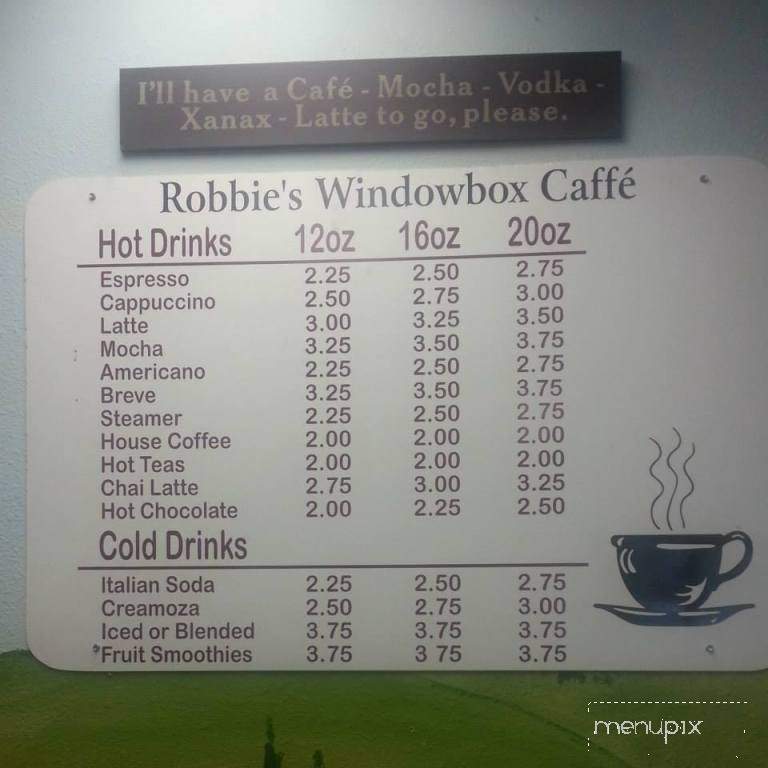 I'll have a Café - Mocha - Vodka -
Xanax - Latte to go, please.
Robbie's Windowbox Caffé
Hot Drinks 12oz 16oz 20oz
Espresso 2.25 2.50 2.75
Cappuccino 2.50 2.75 3.00
Latte 3.00 3.25 3.50
Mocha 3.25 3.50 3.75
Americano 2.25 2.50 2.75
Breve 3.25 3.50 3.75
Steamer 2.25 2.50 2.75
House Coffee 2.00 2.00 2.00
Hot Teas 2.00 2.00 2.00
Chai Latte 2.75 3.00 3.25
Hot Chocolate 2.00 2.25 2.50
Cold Drinks
Italian Soda 2.25 2.50 2.75
Creamoza 2.50 2.75 3.00
Iced or Blended 3.75 3.75 3.75
Fruit Smoothies 3.75 3 75 3.75
menupix